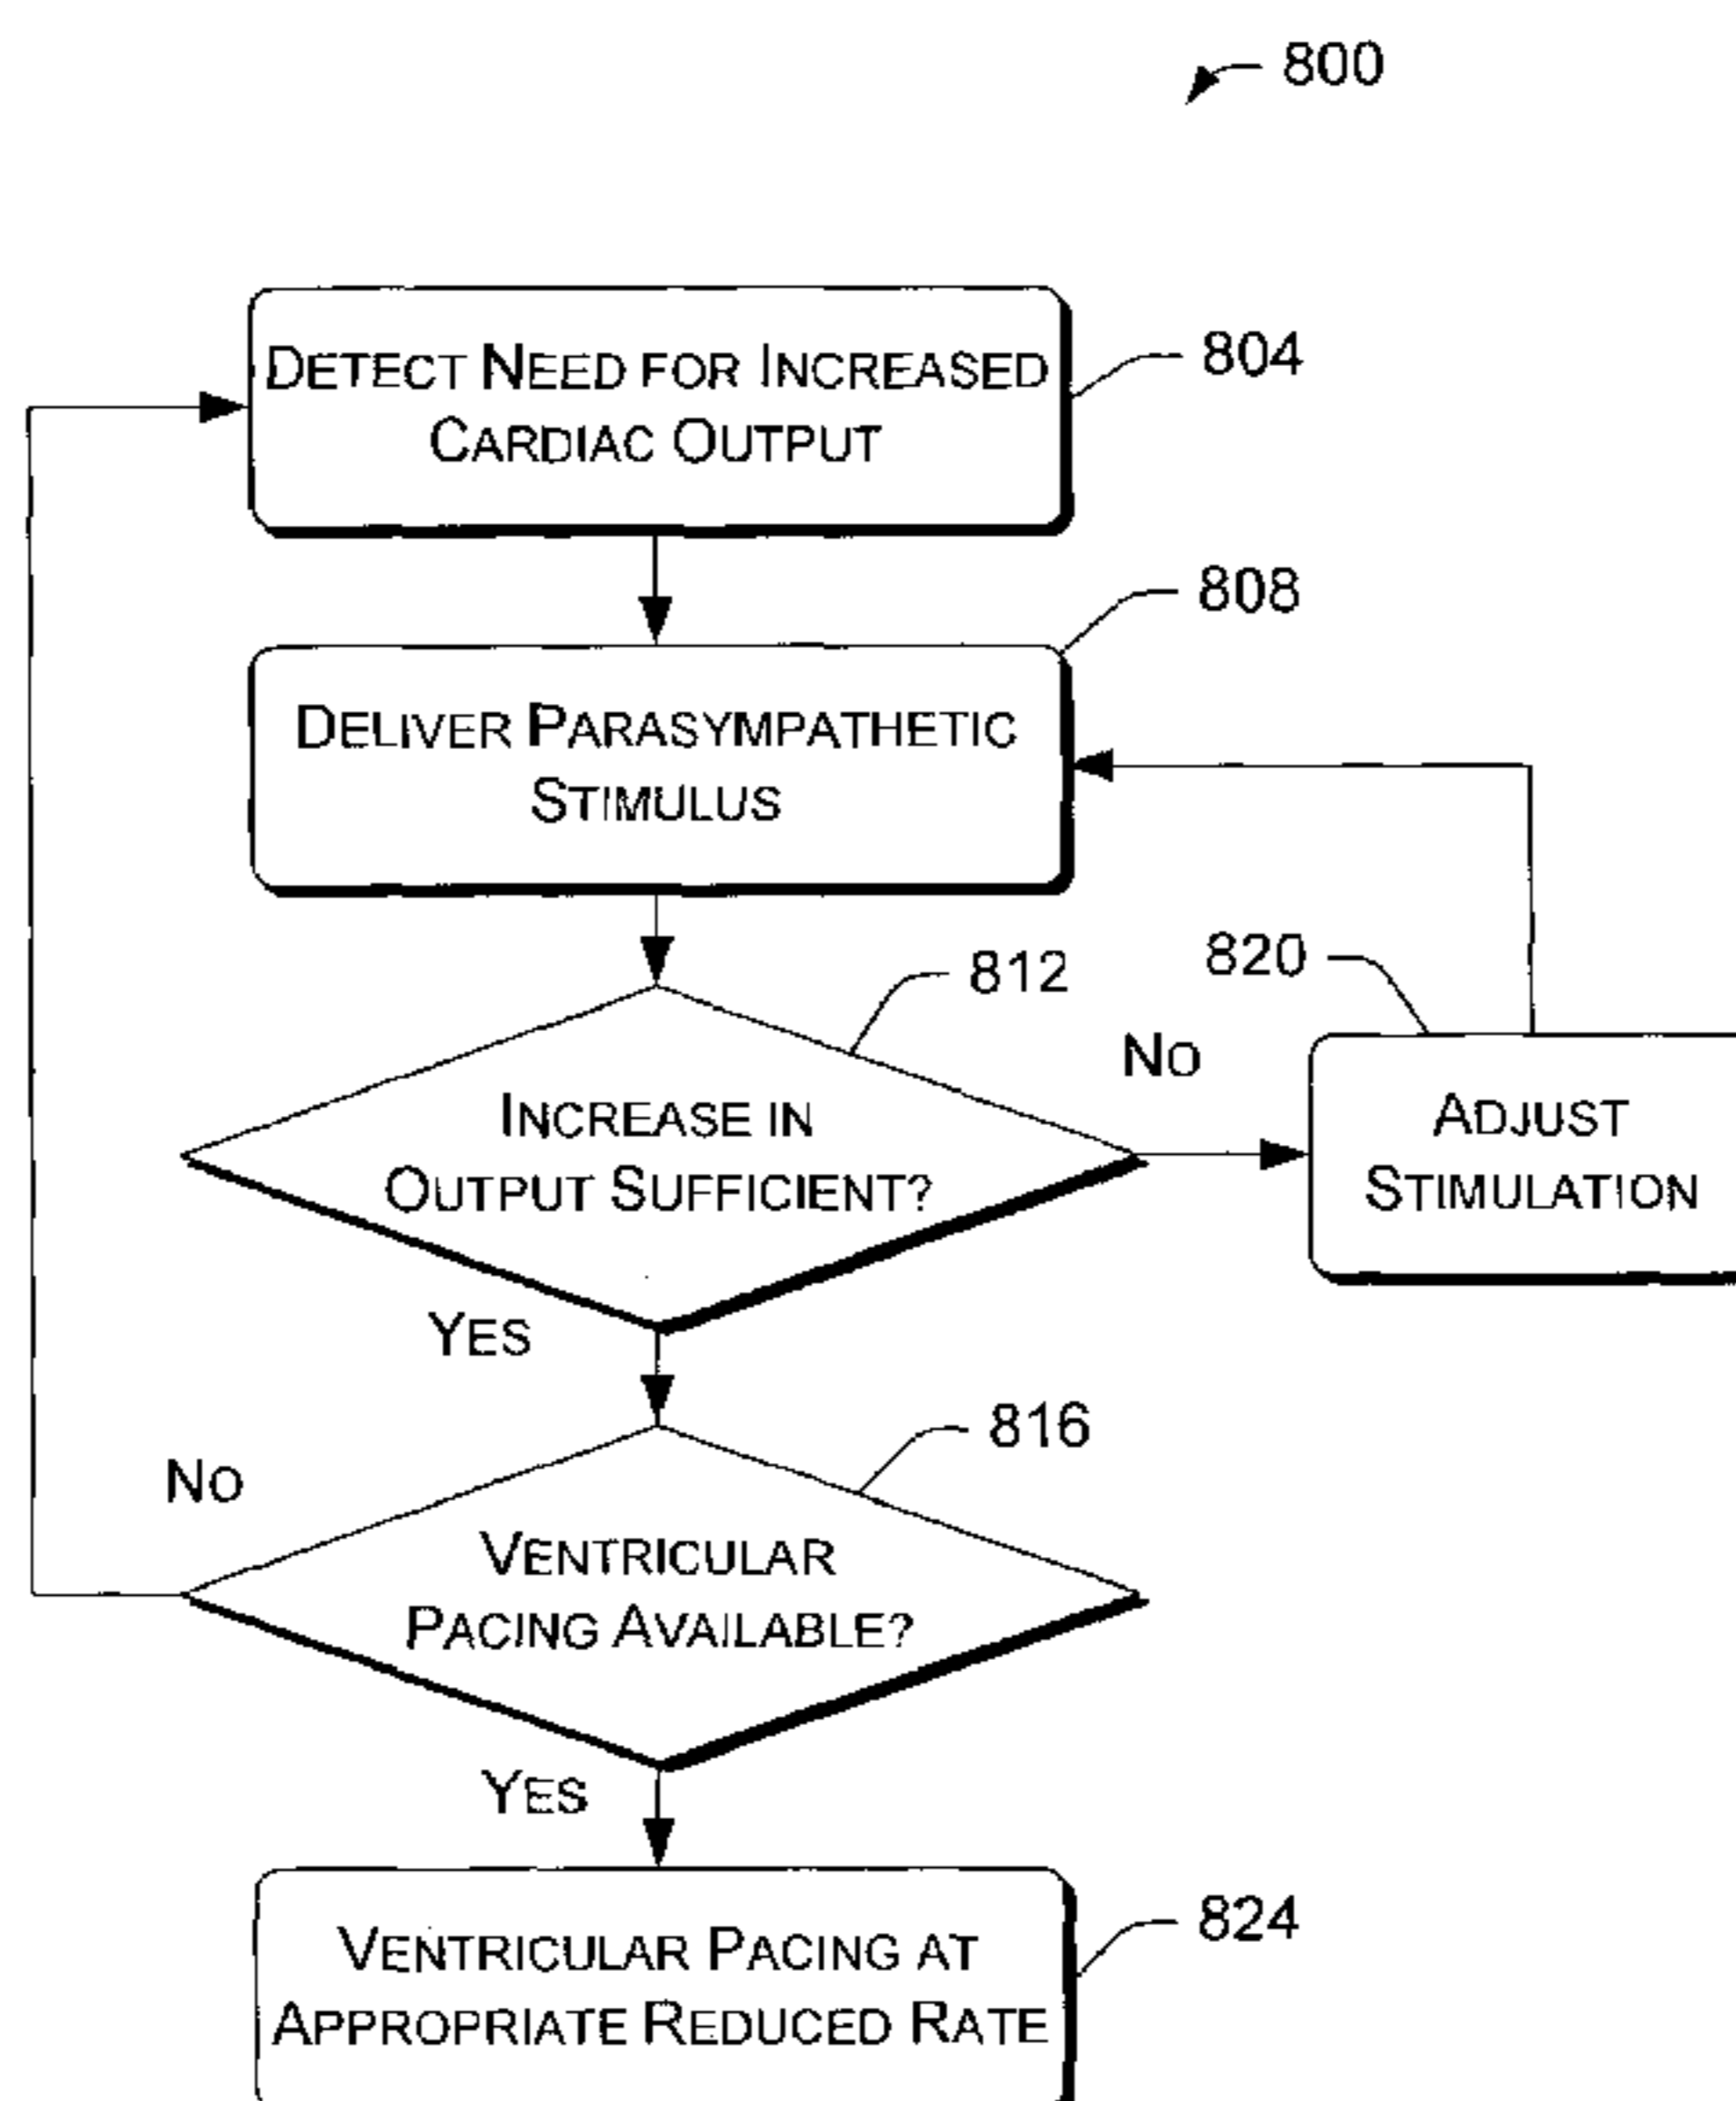 800
DETECT NEED FOR INCREASED
CARDIAC OUTPUT
804
808
DELIVER PARASYMPATHETIC
STIMULUS
812
820
NO
INCREASE IN
OUTPUT SUFFICIENT?
ADJUST
STIMULATION
YES
816
NO
VENTRICULAR
PACING AVAILABLE?
YES
824
VENTRICULAR PACING AT
APPROPRIATE REDUCED RATE